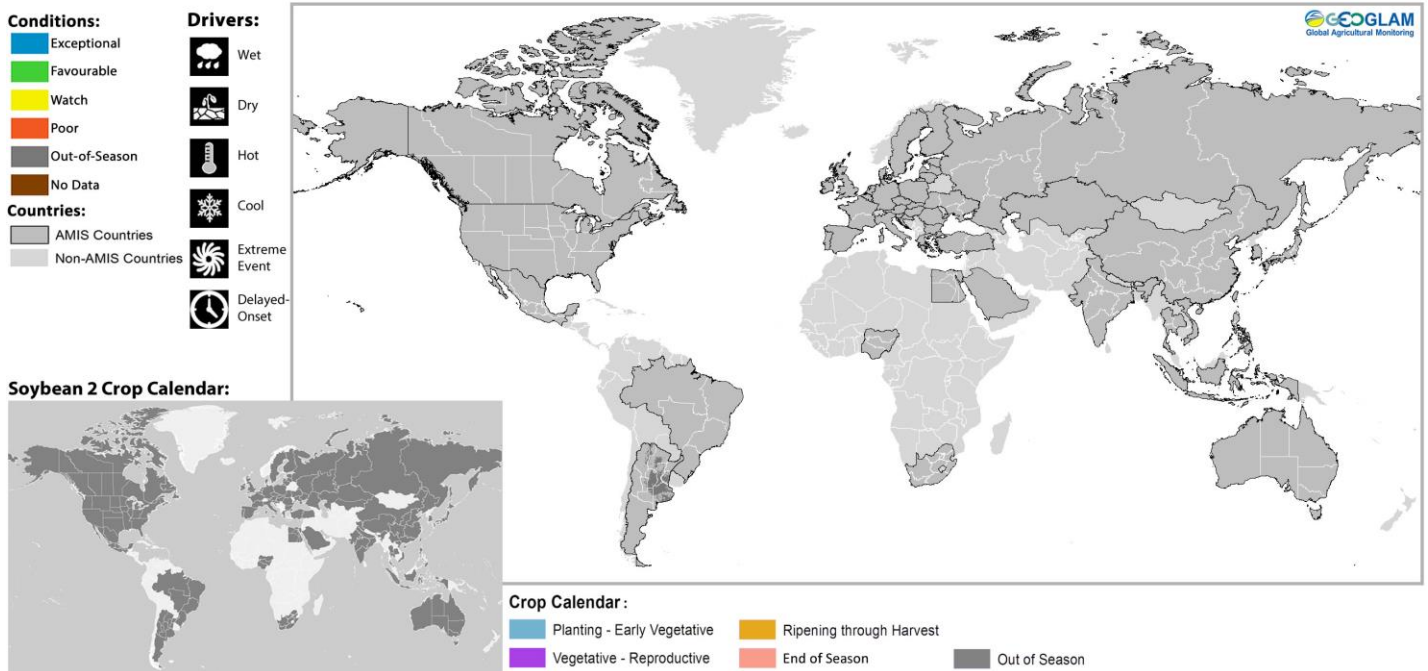 Conditions:
Exceptional
Favourable
Watch
Poor
Out-of-Season
No Data
Countries:
AMIS Countries
Non-AMIS Countries
Drivers:
Wet
Dry
Hot
Cool
Extreme
Event
Delayed-
Onset
GEOGLAM
Global Agricultural Monitoring
Soybean 2 Crop Calendar:
Crop Calendar :
Planting - Early Vegetative
Ripening through Harvest
Vegetative - Reproductive
End of Season
Out of Season